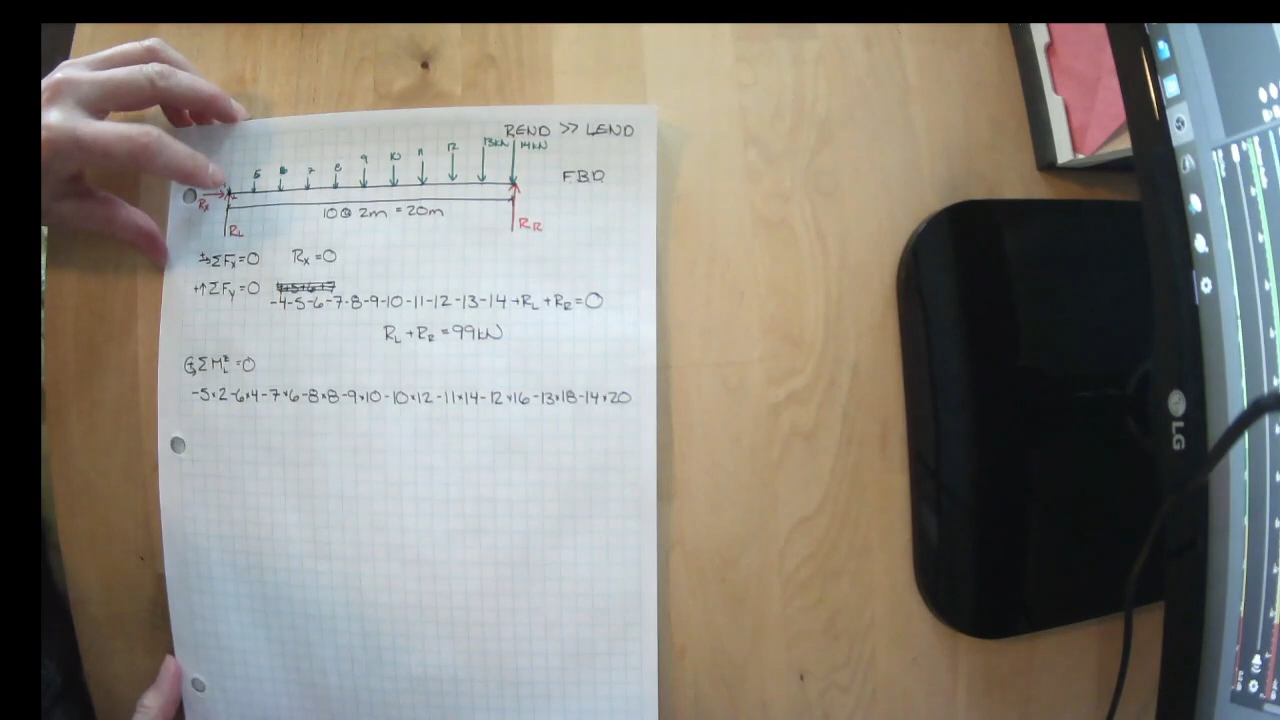 REND >> LEND
5 6 7 8 9 10 11 12 13kN 14kN
FBD
Rx
10@ 2m = 20m
RL RR
+→ΣFx=0 Rx=0
+↑ΣFy=0
-4-5-6-7-8-9-10-11-12-13-14+RL+RR=0
RL+RR=99kN
ΣM =0
-5×2-6×4-7×6-8×8-9×10-10×12-11×14-12×16-13×18-14×20
LG